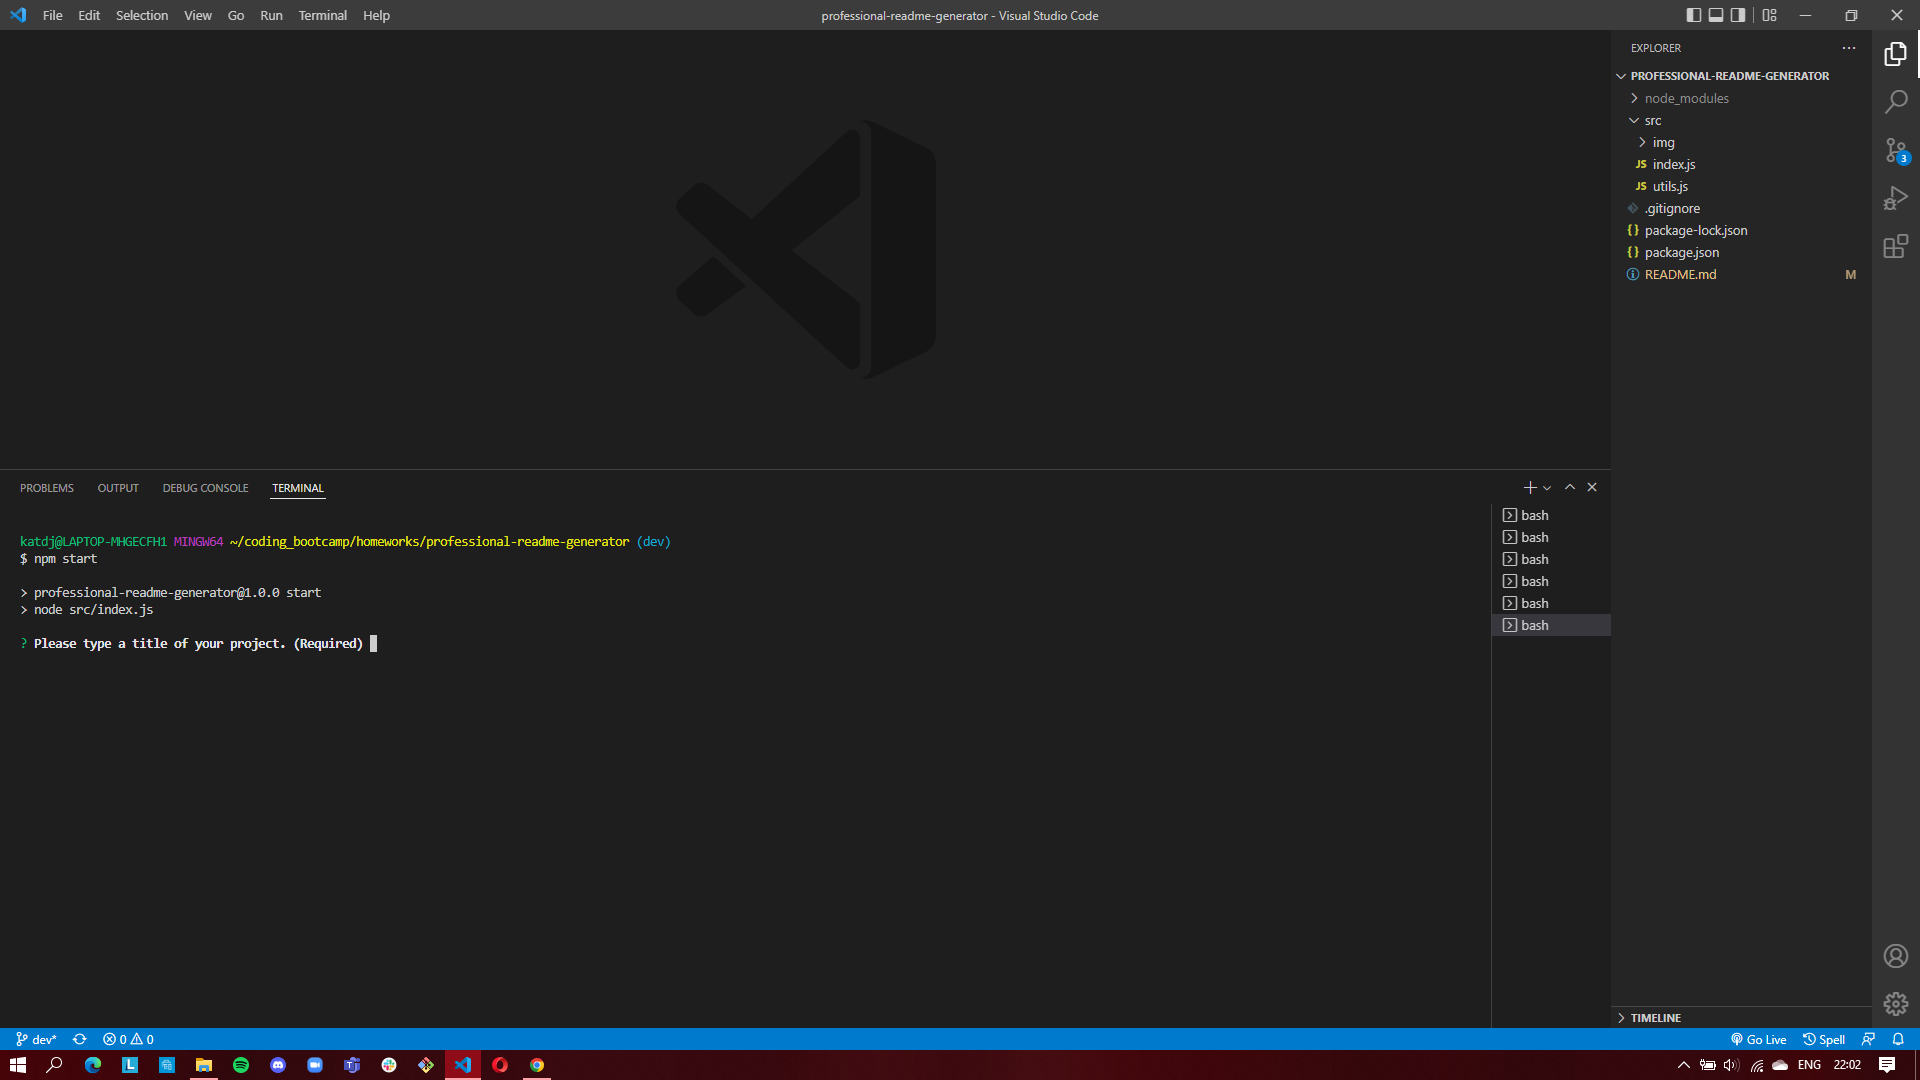 File Edit Selection View Go Run Terminal Help
professional-readme-generator - Visual Studio Code
EXPLORER
PROFESSIONAL-README-GENERATOR
node_modules
src
img
JS index.js
JS utils.js
.gitignore
{} package-lock.json
{} package.json
README.md M
3
PROBLEMS OUTPUT DEBUG CONSOLE TERMINAL
katdj@LAPTOP-MHGECFH1 MINGW64 ~/coding_bootcamp/homeworks/professional-readme-generator (dev)
$ npm start
> professional-readme-generator@1.0.0 start
> node src/index.js
? Please type a title of your project. (Required)
bash
bash
bash
bash
bash
bash
TIMELINE
dev* 0 0
Go Live Spell
L
ENG 22:02